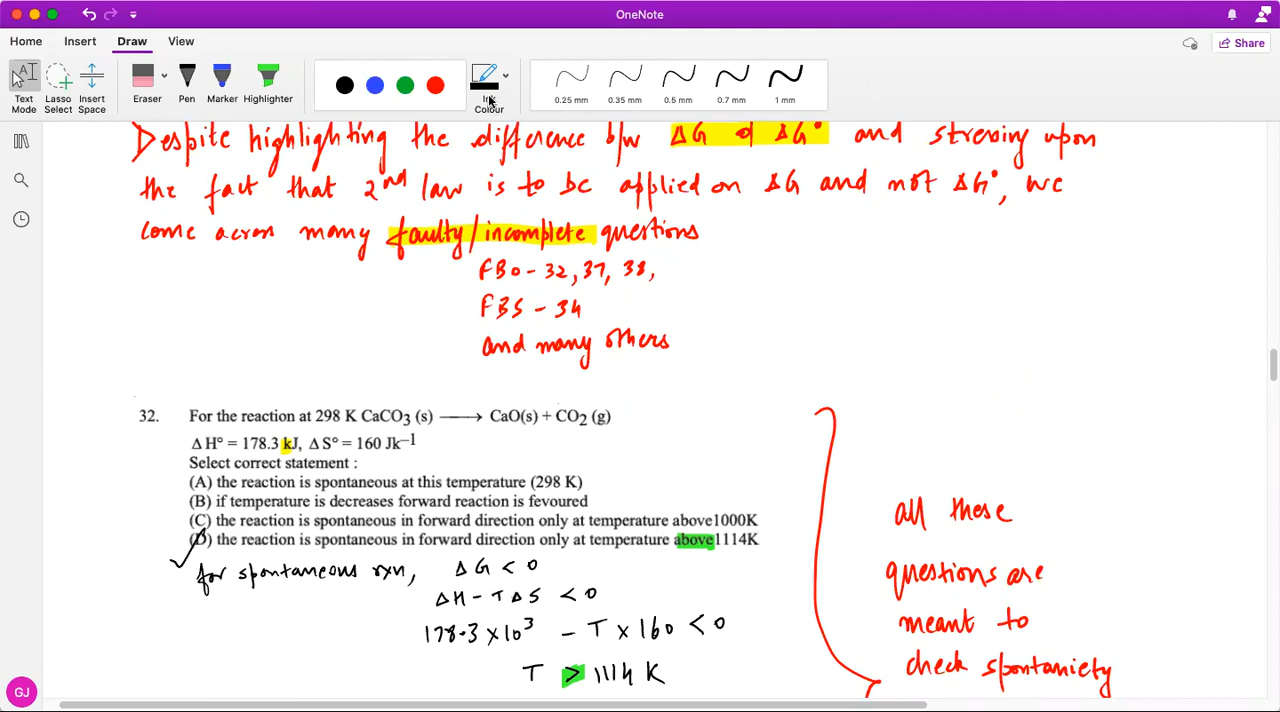 OneNote
Home Insert Draw View
Share
Text Mode
Lasso Select
Insert Space
Eraser
Pen
Marker
Highlighter
Ink Colour
0.25 mm
0.35 mm
0.5 mm
0.7 mm
1 mm
Despite highlighting the difference b/w ΔG & ΔG° and stressing upon
the fact that 2nd law is to be applied on ΔG and not ΔG°, we
come across many faulty/incomplete questions
FBO - 32, 37, 38,
FBS - 34
and many others
32. For the reaction at 298 K CaCO3 (s) ⟶ CaO(s) + CO2 (g)
Δ H° = 178.3 kJ, Δ S° = 160 Jk–1
Select correct statement :
(A) the reaction is spontaneous at this temperature (298 K)
(B) if temperature is decreases forward reaction is fevoured
(C) the reaction is spontaneous in forward direction only at temperature above1000K
(D) the reaction is spontaneous in forward direction only at temperature above1114K
for spontaneous rxn, ΔG < 0
ΔH - TΔS < 0
178.3 × 10³ - T × 160 < 0
T > 1114 K
all these
questions are
meant to
check spontaniety
GJ